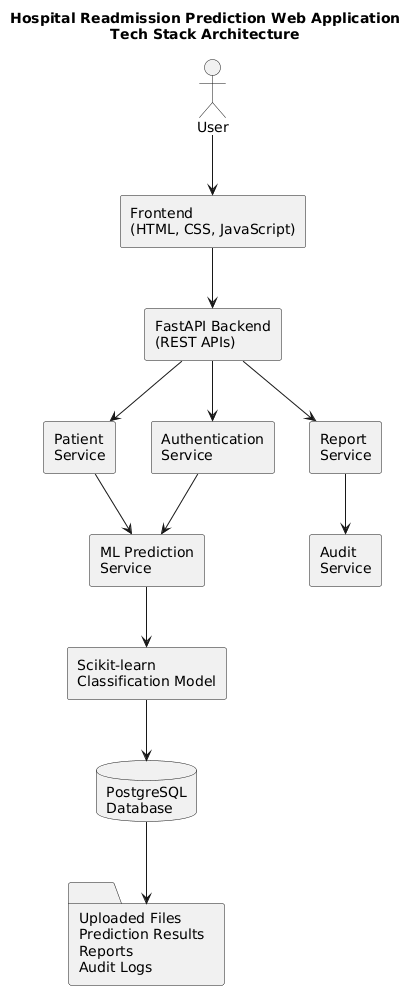 Hospital Readmission Prediction Web Application
Tech Stack Architecture
User
Frontend
(HTML, CSS, JavaScript)
FastAPI Backend
(REST APIs)
Patient
Service
Authentication
Service
Report
Service
ML Prediction
Service
Audit
Service
Scikit-learn
Classification Model
PostgreSQL
Database
Uploaded Files
Prediction Results
Reports
Audit Logs